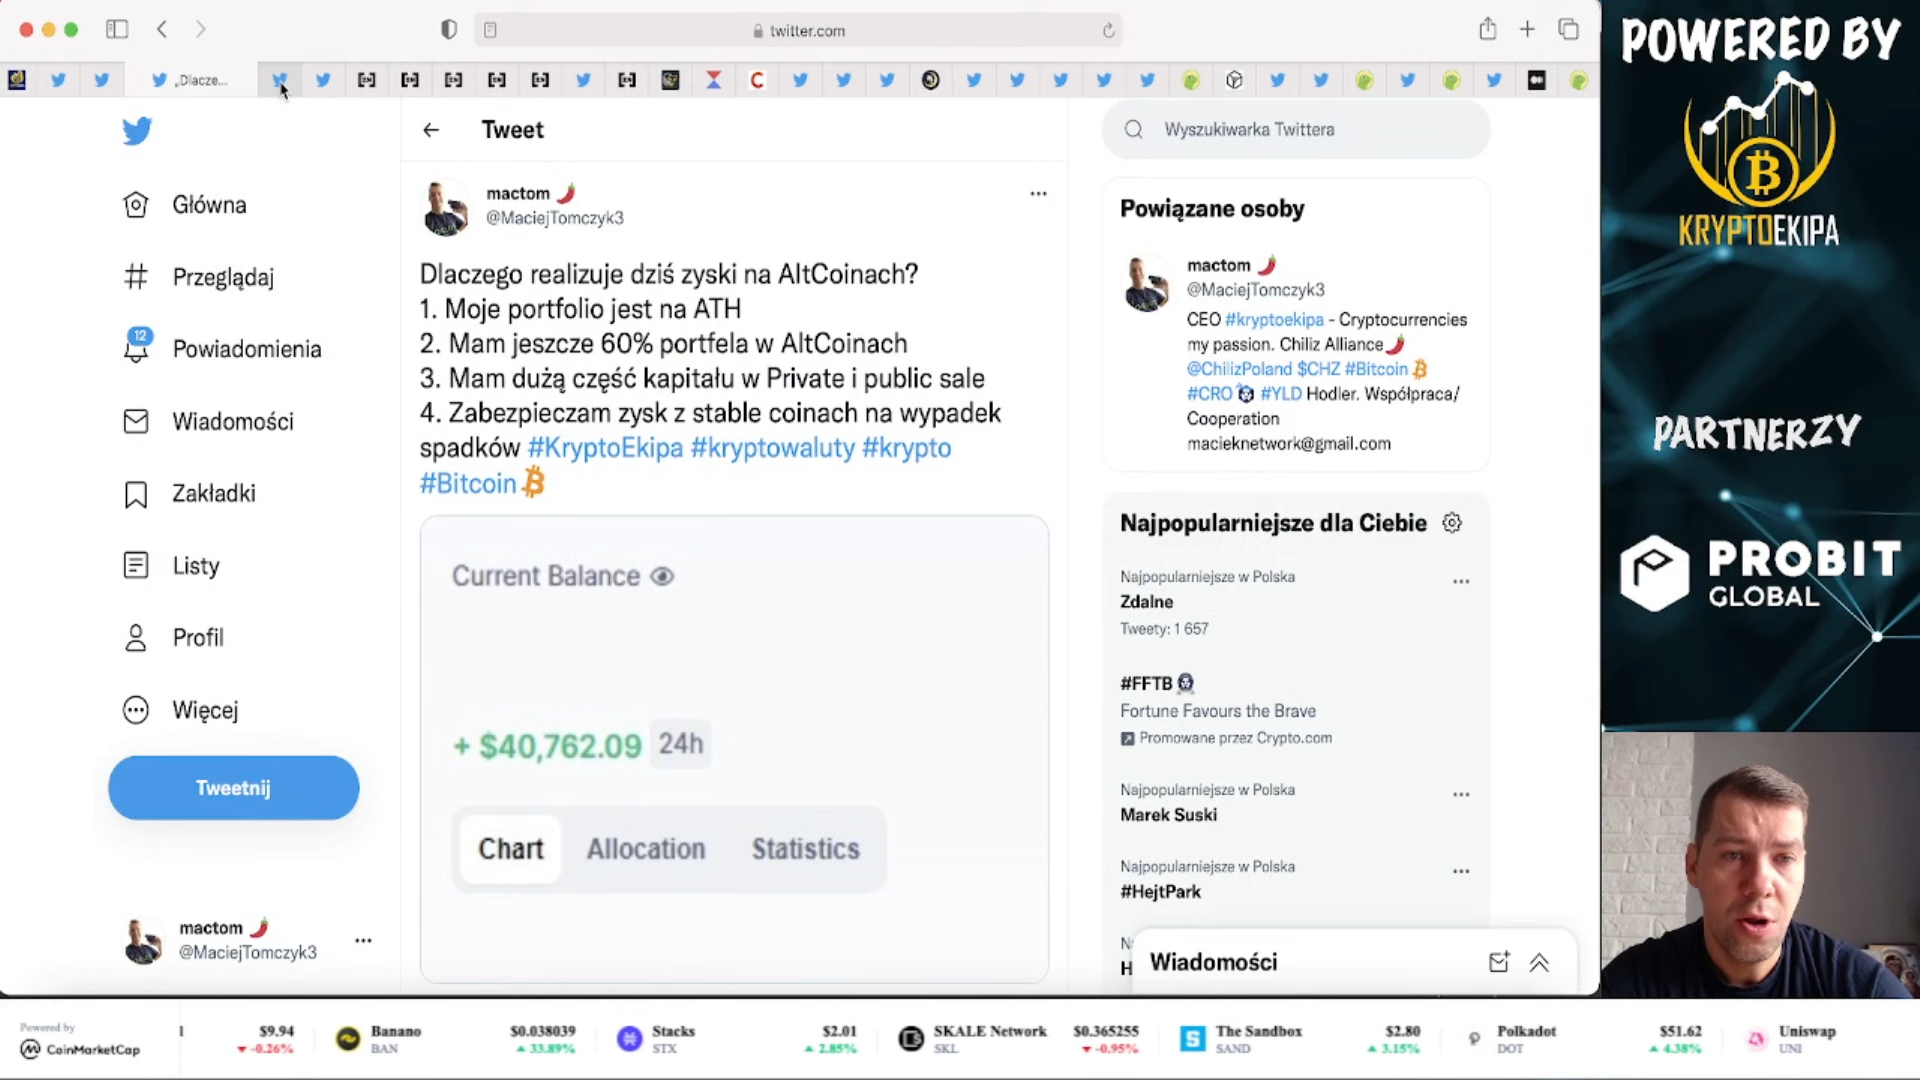 twitter.com
„Dlacze...
Główna
Przeglądaj
12
Powiadomienia
Wiadomości
Zakładki
Listy
Profil
Więcej
Tweetnij
mactom
@MaciejTomczyk3
Tweet
mactom
@MaciejTomczyk3
Dlaczego realizuje dziś zyski na AltCoinach?
1. Moje portfolio jest na ATH
2. Mam jeszcze 60% portfela w AltCoinach
3. Mam dużą część kapitału w Private i public sale
4. Zabezpieczam zysk z stable coinach na wypadek
spadków #KryptoEkipa #kryptowaluty #krypto
#Bitcoin
Current Balance
+ $40,762.09 24h
Chart Allocation Statistics
Wyszukiwarka Twittera
Powiązane osoby
mactom
@MaciejTomczyk3
CEO #kryptoekipa - Cryptocurrencies
my passion. Chiliz Alliance
@ChilizPoland $CHZ #Bitcoin
#CRO #YLD Hodler. Współpraca/
Cooperation
macieknetwork@gmail.com
Najpopularniejsze dla Ciebie
Najpopularniejsze w Polska
Zdalne
Tweety: 1 657
#FFTB
Fortune Favours the Brave
Promowane przez Crypto.com
Najpopularniejsze w Polska
Marek Suski
Najpopularniejsze w Polska
#HejtPark
Wiadomości
POWERED BY
KRYPTOEKIPA
PARTNERZY
PROBIT
GLOBAL
Powered by
CoinMarketCap
$9.94
-0.26%
Banano $0.038039
BAN 33.89%
Stacks $2.01
STX 2.85%
SKALE Network $0.365255
SKL -0.95%
The Sandbox $2.80
SAND 3.15%
Polkadot $51.62
DOT 4.38%
Uniswap
UNI